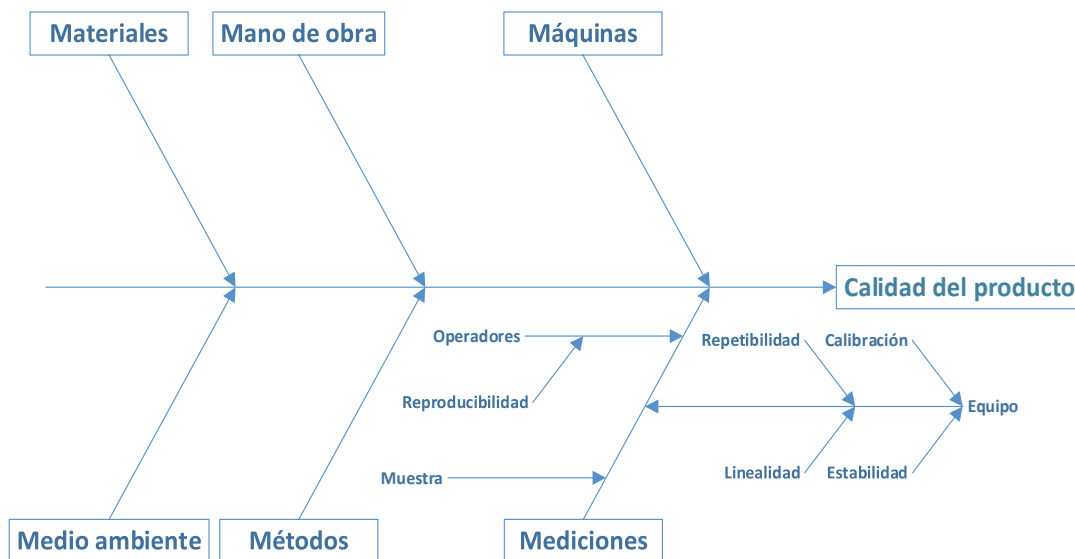 Materiales
Mano de obra
Máquinas
Calidad del producto
Operadores
Repetibilidad
Calibración
Reproducibilidad
Equipo
Muestra
Linealidad
Estabilidad
Medio ambiente
Métodos
Mediciones